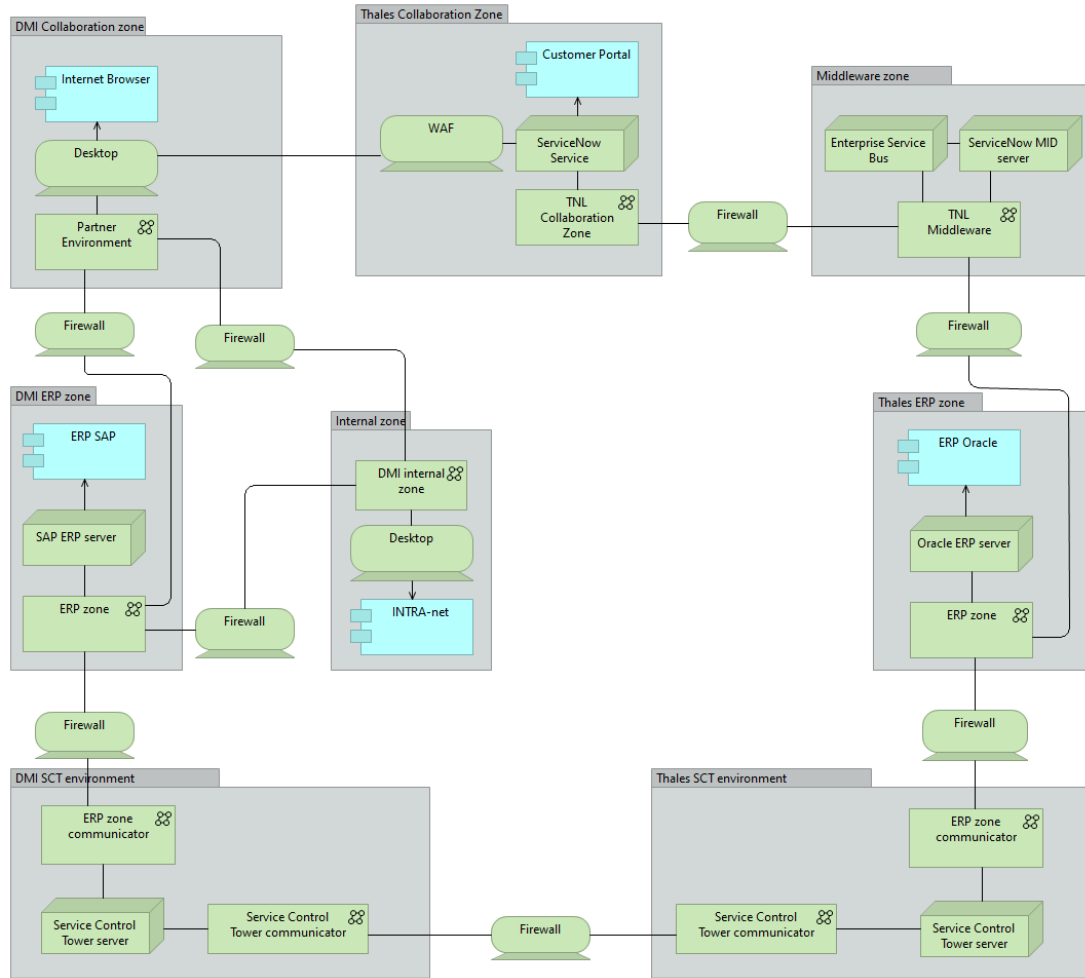 DMI Collaboration zone
Internet Browser
Desktop
Partner
Environment
Thales Collaboration Zone
Customer Portal
WAF
ServiceNow
Service
TNL
Collaboration
Zone
Firewall
Middleware zone
Enterprise Service
Bus
ServiceNow MID
server
TNL
Middleware
Firewall
Firewall
Firewall
DMI ERP zone
ERP SAP
SAP ERP server
ERP zone
Firewall
Internal zone
DMI internal
zone
Desktop
INTRA-net
Thales ERP zone
ERP Oracle
Oracle ERP server
ERP zone
Firewall
Firewall
DMI SCT environment
ERP zone
communicator
Service Control
Tower server
Service Control
Tower communicator
Firewall
Thales SCT environment
ERP zone
communicator
Service Control
Tower communicator
Service Control
Tower server